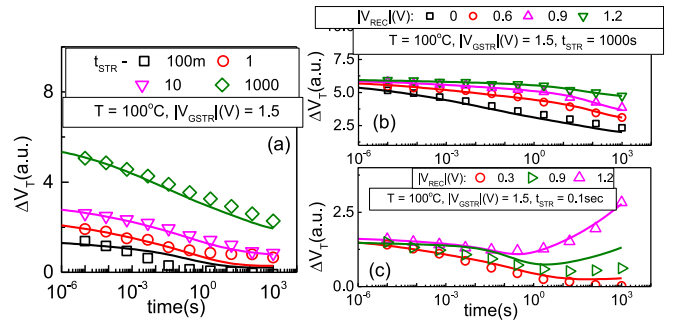 9
6
3
0
ΔV_T(a.u.)
t_STR - 100m 1
10 1000
T = 100°C, |V_GSTR|(V) = 1.5
(a)
10^-6 10^-3 10^0 10^3
time(s)
|V_REC|(V): 0 0.6 0.9 1.2
T = 100°C, |V_GSTR|(V) = 1.5, t_STR = 1000s
7.5
5.0
2.5
ΔV_T(a.u.)
(b)
10^-6 10^-3 10^0 10^3
|V_REC|(V): 0.3 0.9 1.2
T = 100°C, |V_GSTR|(V) = 1.5, t_STR = 0.1sec
2.5
0.0
ΔV_T(a.u.)
(c)
10^-6 10^-3 10^0 10^3
time(s)